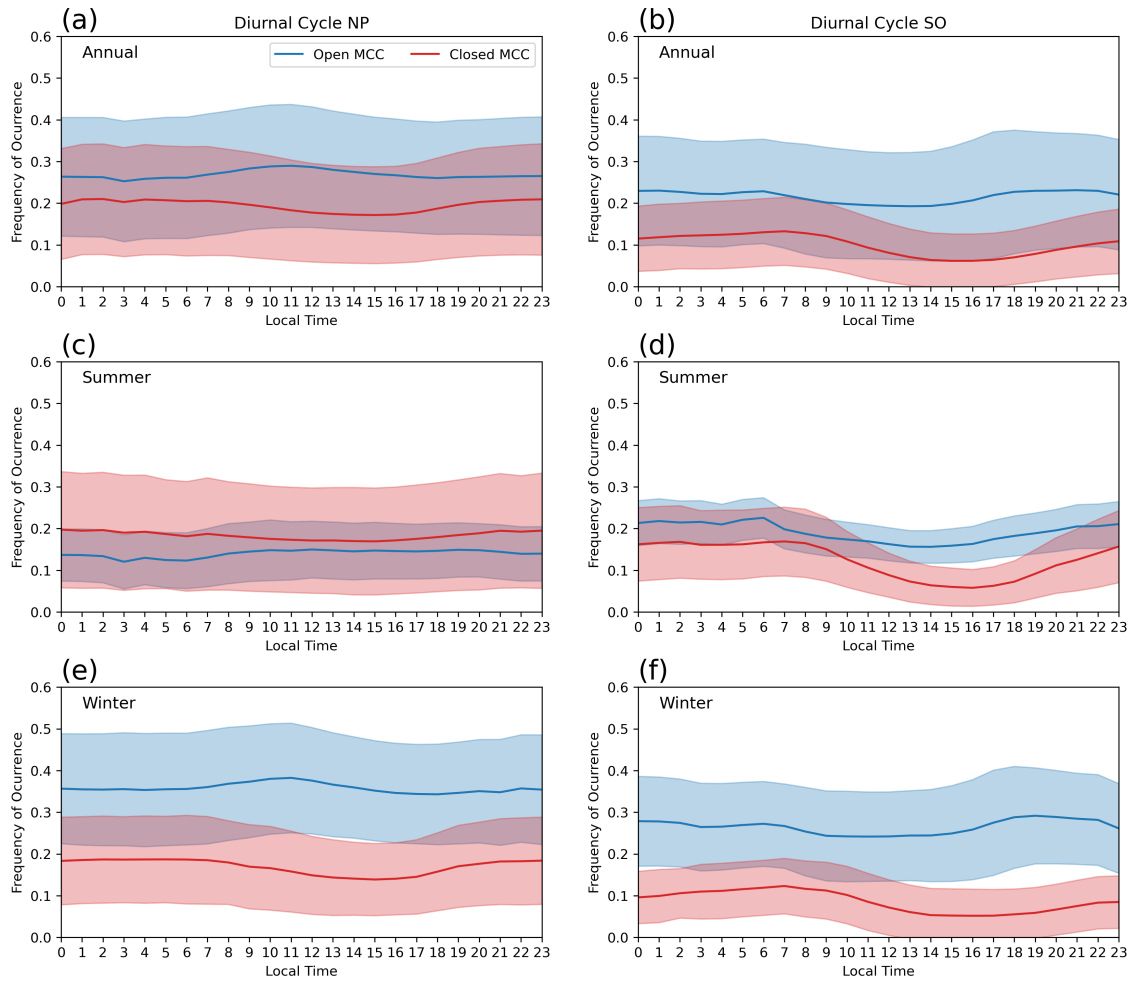 (a) Diurnal Cycle NP
0.6
0.5
0.4
0.3
0.2
0.1
0.0
Frequency of Ocurrence
Annual
Open MCC Closed MCC
0 1 2 3 4 5 6 7 8 9 10 11 12 13 14 15 16 17 18 19 20 21 22 23
Local Time
(b) Diurnal Cycle SO
0.6
0.5
0.4
0.3
0.2
0.1
0.0
Frequency of Ocurrence
Annual
0 1 2 3 4 5 6 7 8 9 10 11 12 13 14 15 16 17 18 19 20 21 22 23
Local Time
(c)
0.6
0.5
0.4
0.3
0.2
0.1
0.0
Frequency of Ocurrence
Summer
0 1 2 3 4 5 6 7 8 9 10 11 12 13 14 15 16 17 18 19 20 21 22 23
Local Time
(d)
0.6
0.5
0.4
0.3
0.2
0.1
0.0
Frequency of Ocurrence
Summer
0 1 2 3 4 5 6 7 8 9 10 11 12 13 14 15 16 17 18 19 20 21 22 23
Local Time
(e)
0.6
0.5
0.4
0.3
0.2
0.1
0.0
Frequency of Ocurrence
Winter
0 1 2 3 4 5 6 7 8 9 10 11 12 13 14 15 16 17 18 19 20 21 22 23
Local Time
(f)
0.6
0.5
0.4
0.3
0.2
0.1
0.0
Frequency of Ocurrence
Winter
0 1 2 3 4 5 6 7 8 9 10 11 12 13 14 15 16 17 18 19 20 21 22 23
Local Time